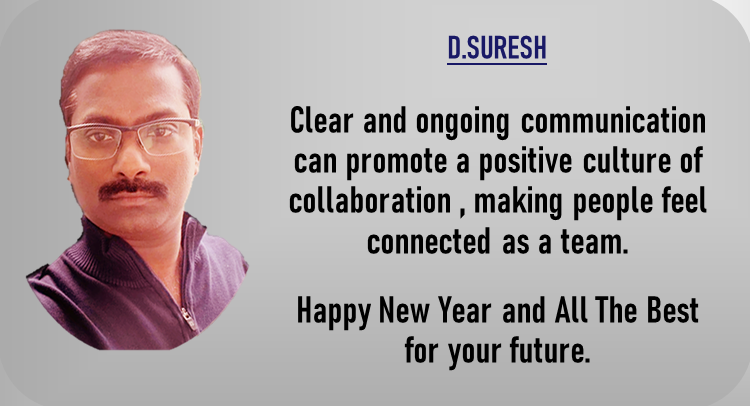 D.SURESH
Clear and ongoing communication
can promote a positive culture of
collaboration , making people feel
connected as a team.
Happy New Year and All The Best
for your future.